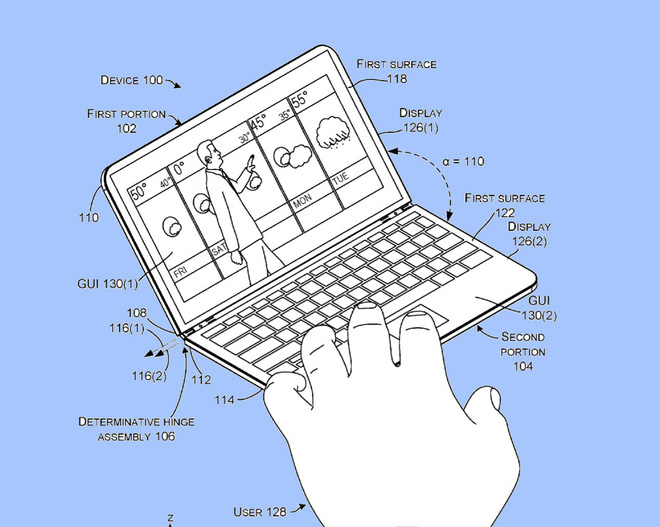 DEVICE 100
FIRST SURFACE
118
FIRST PORTION
102
DISPLAY
126(1)
α = 110
50°
40°
0°
30°
45°
35°
55°
110
FIRST SURFACE
122
DISPLAY
126(2)
FRI
SAT
MON
TUE
GUI 130(1)
GUI
130(2)
108
116(1)
116(2)
112
114
SECOND
PORTION
104
DETERMINATIVE HINGE
ASSEMBLY 106
USER 128
z